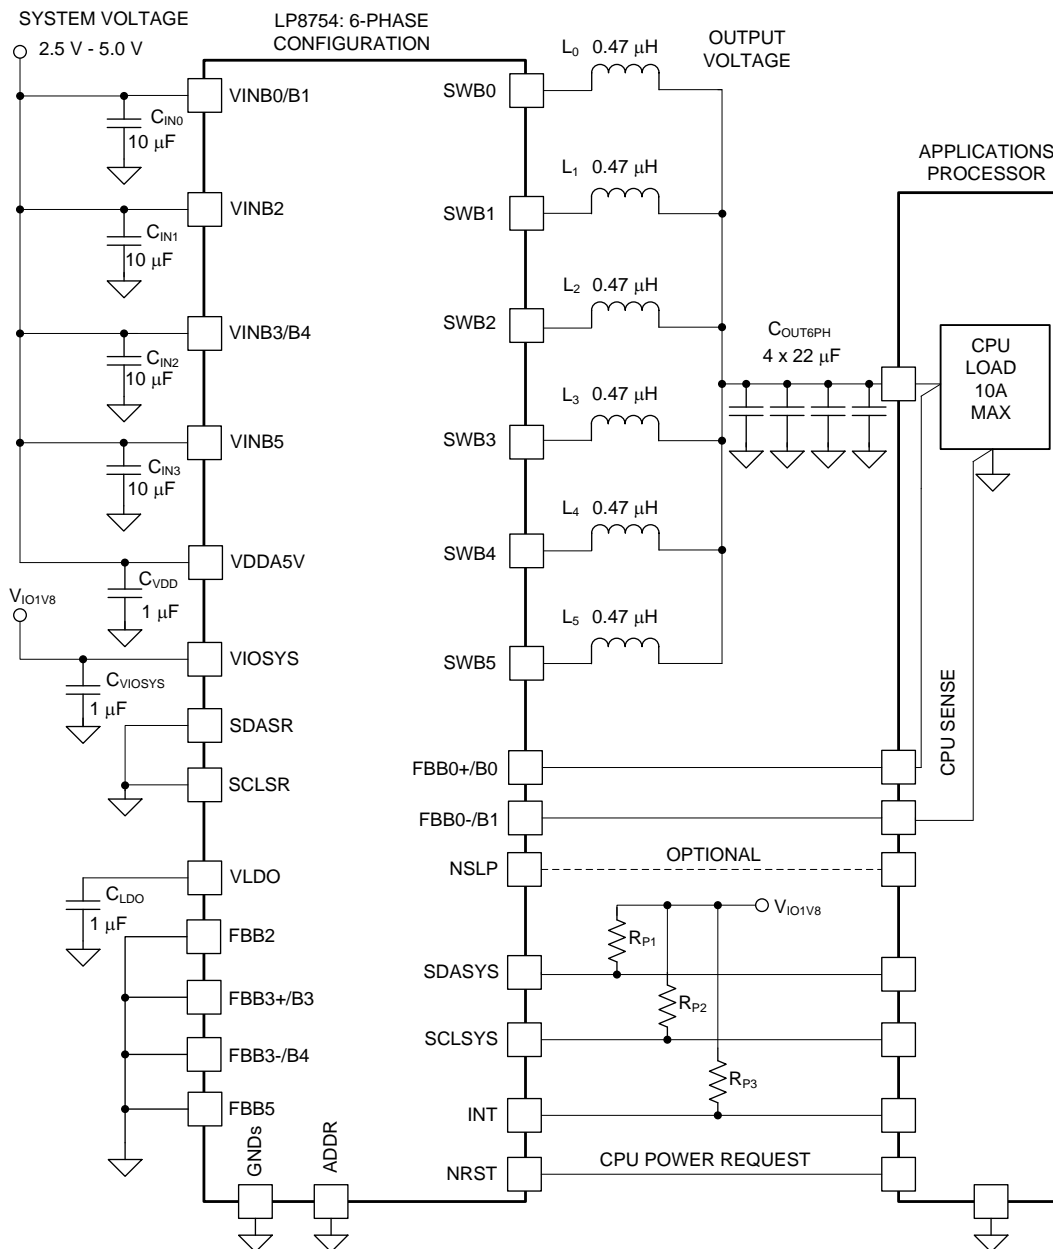 SYSTEM VOLTAGE
2.5 V - 5.0 V
LP8754: 6-PHASE
CONFIGURATION
OUTPUT
VOLTAGE
APPLICATIONS
PROCESSOR
VINB0/B1
CIN0
10 µF
VINB2
CIN1
10 µF
VINB3/B4
CIN2
10 µF
VINB5
CIN3
10 µF
VDDA5V
CVDD
1 µF
VIO1V8
VIOSYS
CVIOSYS
1 µF
SDASR
SCLSR
VLDO
CLDO
1 µF
FBB2
FBB3+/B3
FBB3-/B4
FBB5
GNDs
ADDR
SWB0
L0 0.47 µH
SWB1
L1 0.47 µH
SWB2
L2 0.47 µH
SWB3
L3 0.47 µH
SWB4
L4 0.47 µH
SWB5
L5 0.47 µH
COUT6PH
4 x 22 µF
CPU
LOAD
10A
MAX
CPU SENSE
FBB0+/B0
FBB0-/B1
NSLP
OPTIONAL
VIO1V8
RP1
SDASYS
RP2
SCLSYS
RP3
INT
NRST
CPU POWER REQUEST